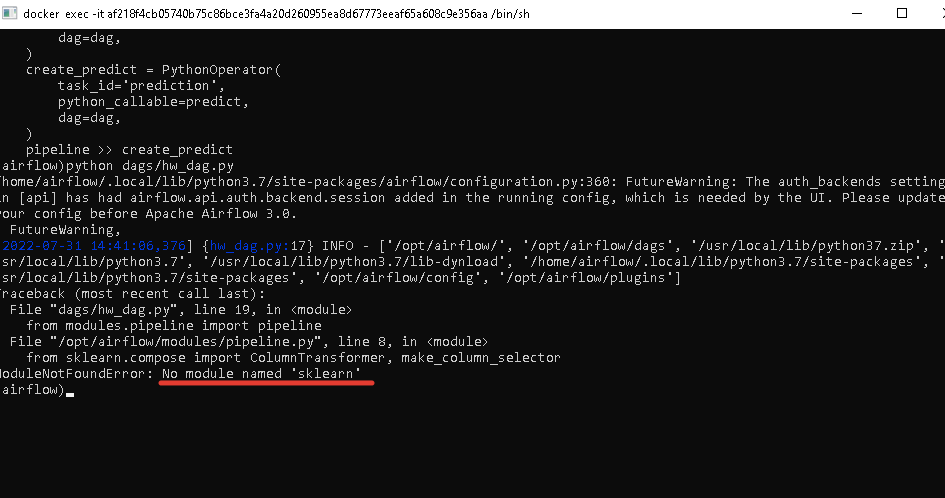 docker exec -it af218f4cb05740b75c86bce3fa4a20d260955ea8d67773eeaf65a608c9e356aa /bin/sh
        dag=dag,
    )
    create_predict = PythonOperator(
        task_id='prediction',
        python_callable=predict,
        dag=dag,
    )
    pipeline >> create_predict
airflow)python dags/hw_dag.py
/home/airflow/.local/lib/python3.7/site-packages/airflow/configuration.py:360: FutureWarning: The auth_backends setting
in [api] has had airflow.api.auth.backend.session added in the running config, which is needed by the UI. Please update
your config before Apache Airflow 3.0.
  FutureWarning,
2022-07-31 14:41:06,376] {hw_dag.py:17} INFO - ['/opt/airflow/', '/opt/airflow/dags', '/usr/local/lib/python37.zip', '
usr/local/lib/python3.7', '/usr/local/lib/python3.7/lib-dynload', '/home/airflow/.local/lib/python3.7/site-packages', '
sr/local/lib/python3.7/site-packages', '/opt/airflow/config', '/opt/airflow/plugins']
Traceback (most recent call last):
  File "dags/hw_dag.py", line 19, in <module>
    from modules.pipeline import pipeline
  File "/opt/airflow/modules/pipeline.py", line 8, in <module>
    from sklearn.compose import ColumnTransformer, make_column_selector
ModuleNotFoundError: No module named 'sklearn'
airflow)